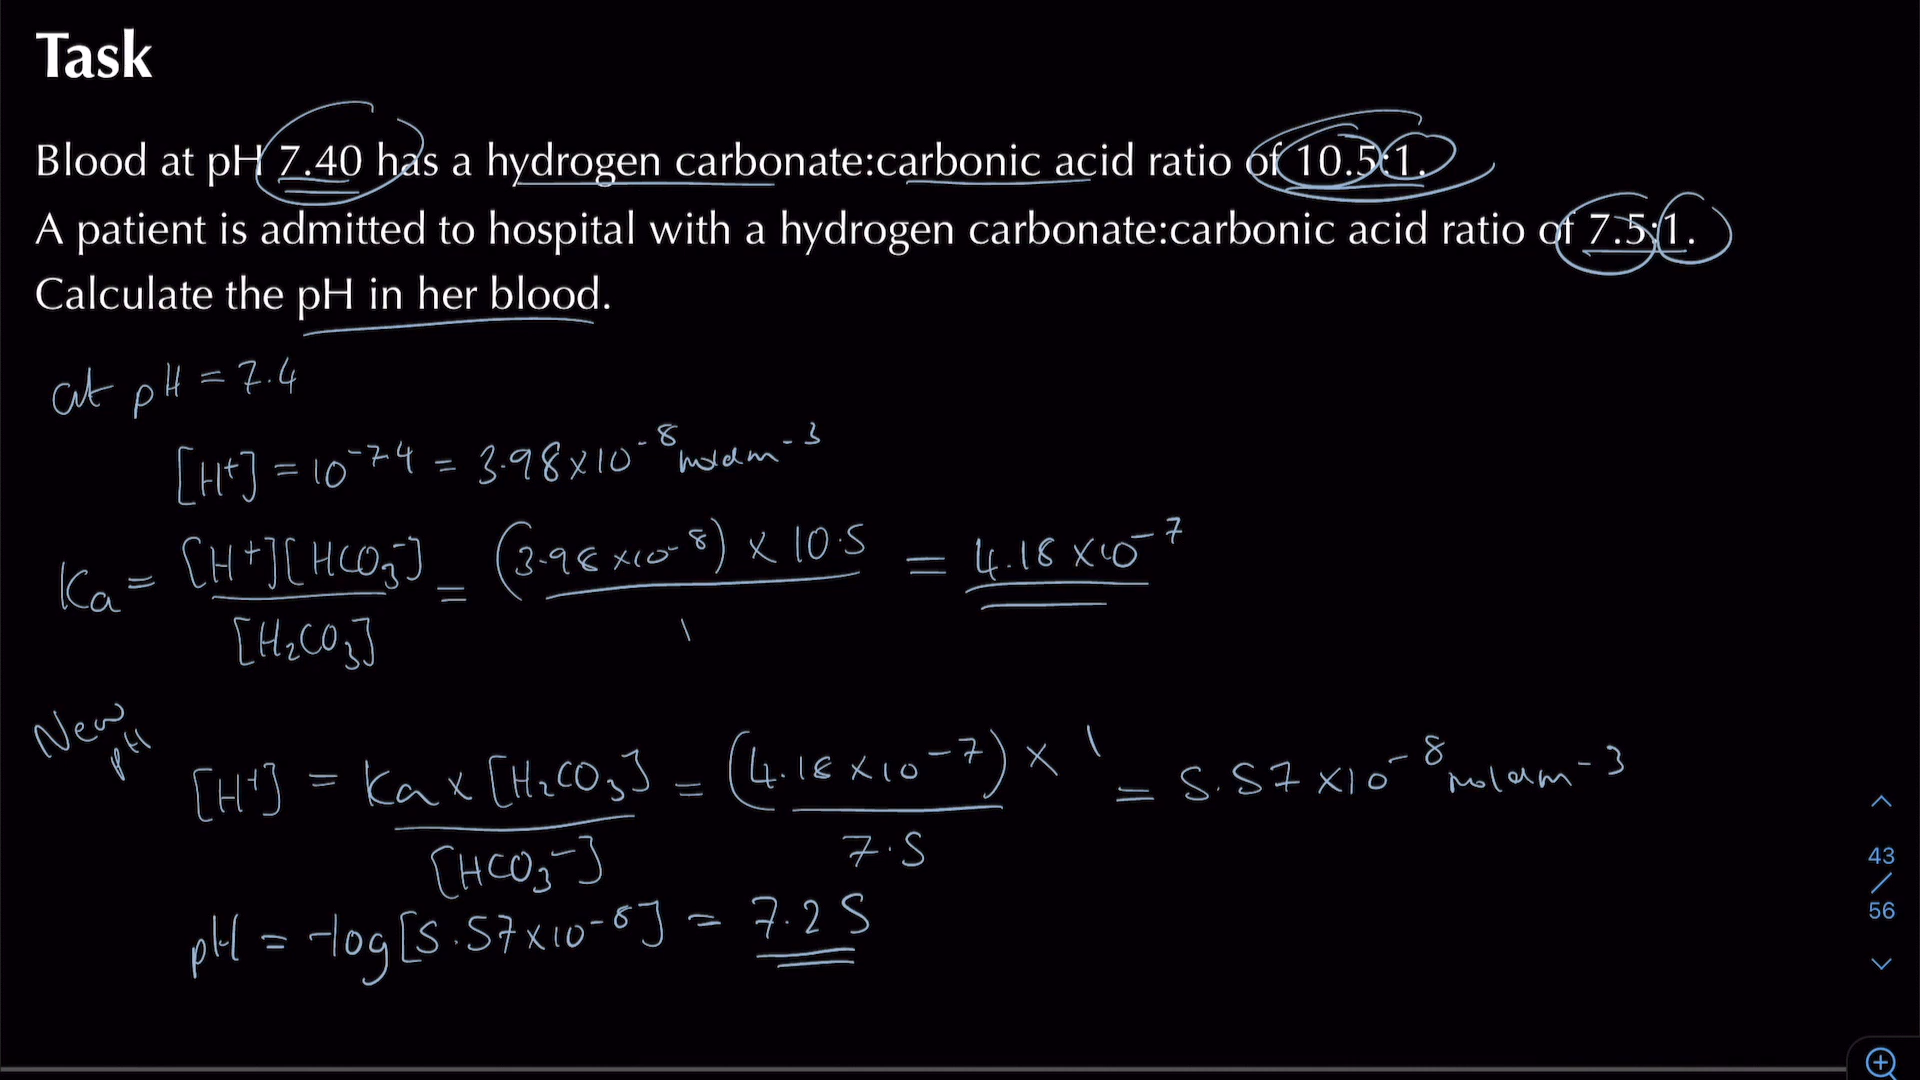 Task
Blood at pH 7.40 has a hydrogen carbonate:carbonic acid ratio of 10.5:1.
A patient is admitted to hospital with a hydrogen carbonate:carbonic acid ratio of 7.5:1.
Calculate the pH in her blood.
at pH = 7.4
[H⁺] = 10⁻⁷·⁴ = 3.98 × 10⁻⁸ moldm⁻³
Ka = [H⁺][HCO₃⁻] / [H₂CO₃] = (3.98 × 10⁻⁸) × 10.5 / 1 = 4.18 × 10⁻⁷
New pH
[H⁺] = Ka × [H₂CO₃] / [HCO₃⁻] = (4.18 × 10⁻⁷) × 1 / 7.5 = 5.57 × 10⁻⁸ moldm⁻³
pH = -log[5.57 × 10⁻⁸] = 7.25
43
/
56